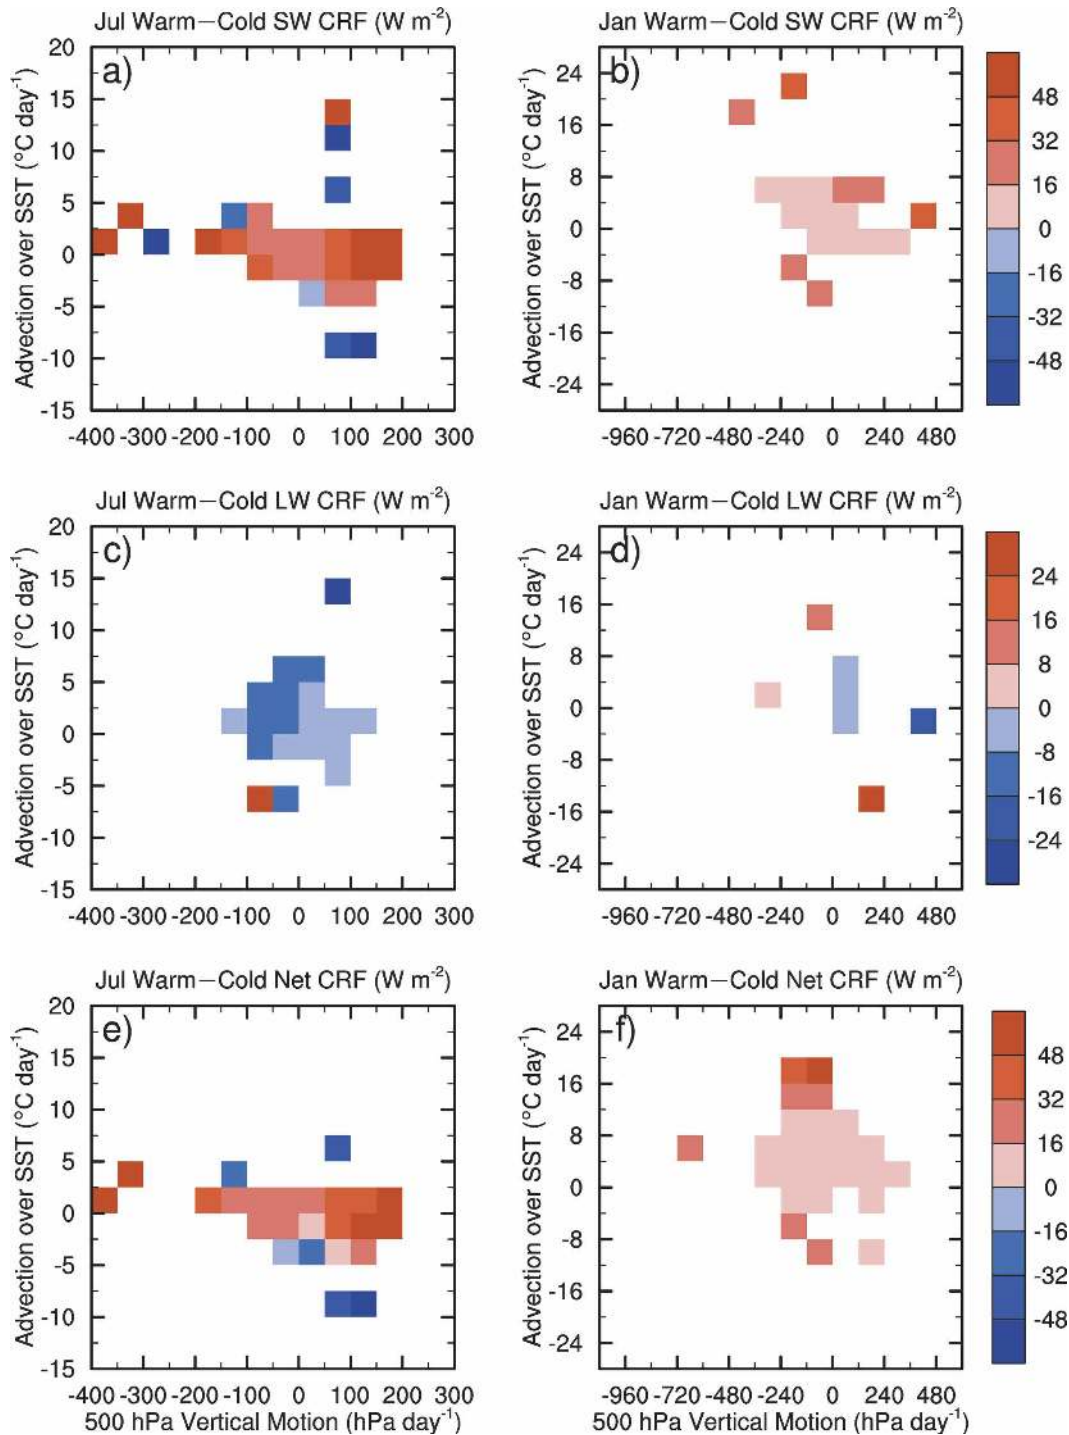 Jul Warm−Cold SW CRF (W m⁻²)
Jan Warm−Cold SW CRF (W m⁻²)
a)
b)
Advection over SST (°C day⁻¹)
20
15
10
5
0
-5
-10
-15
-400 -300 -200 -100 0 100 200 300
Advection over SST (°C day⁻¹)
24
16
8
0
-8
-16
-24
-960 -720 -480 -240 0 240 480
48
32
16
0
-16
-32
-48
Jul Warm−Cold LW CRF (W m⁻²)
Jan Warm−Cold LW CRF (W m⁻²)
c)
d)
Advection over SST (°C day⁻¹)
20
15
10
5
0
-5
-10
-15
-400 -300 -200 -100 0 100 200 300
Advection over SST (°C day⁻¹)
24
16
8
0
-8
-16
-24
-960 -720 -480 -240 0 240 480
24
16
8
0
-8
-16
-24
Jul Warm−Cold Net CRF (W m⁻²)
Jan Warm−Cold Net CRF (W m⁻²)
e)
f)
Advection over SST (°C day⁻¹)
20
15
10
5
0
-5
-10
-15
-400 -300 -200 -100 0 100 200 300
500 hPa Vertical Motion (hPa day⁻¹)
Advection over SST (°C day⁻¹)
24
16
8
0
-8
-16
-24
-960 -720 -480 -240 0 240 480
500 hPa Vertical Motion (hPa day⁻¹)
48
32
16
0
-16
-32
-48